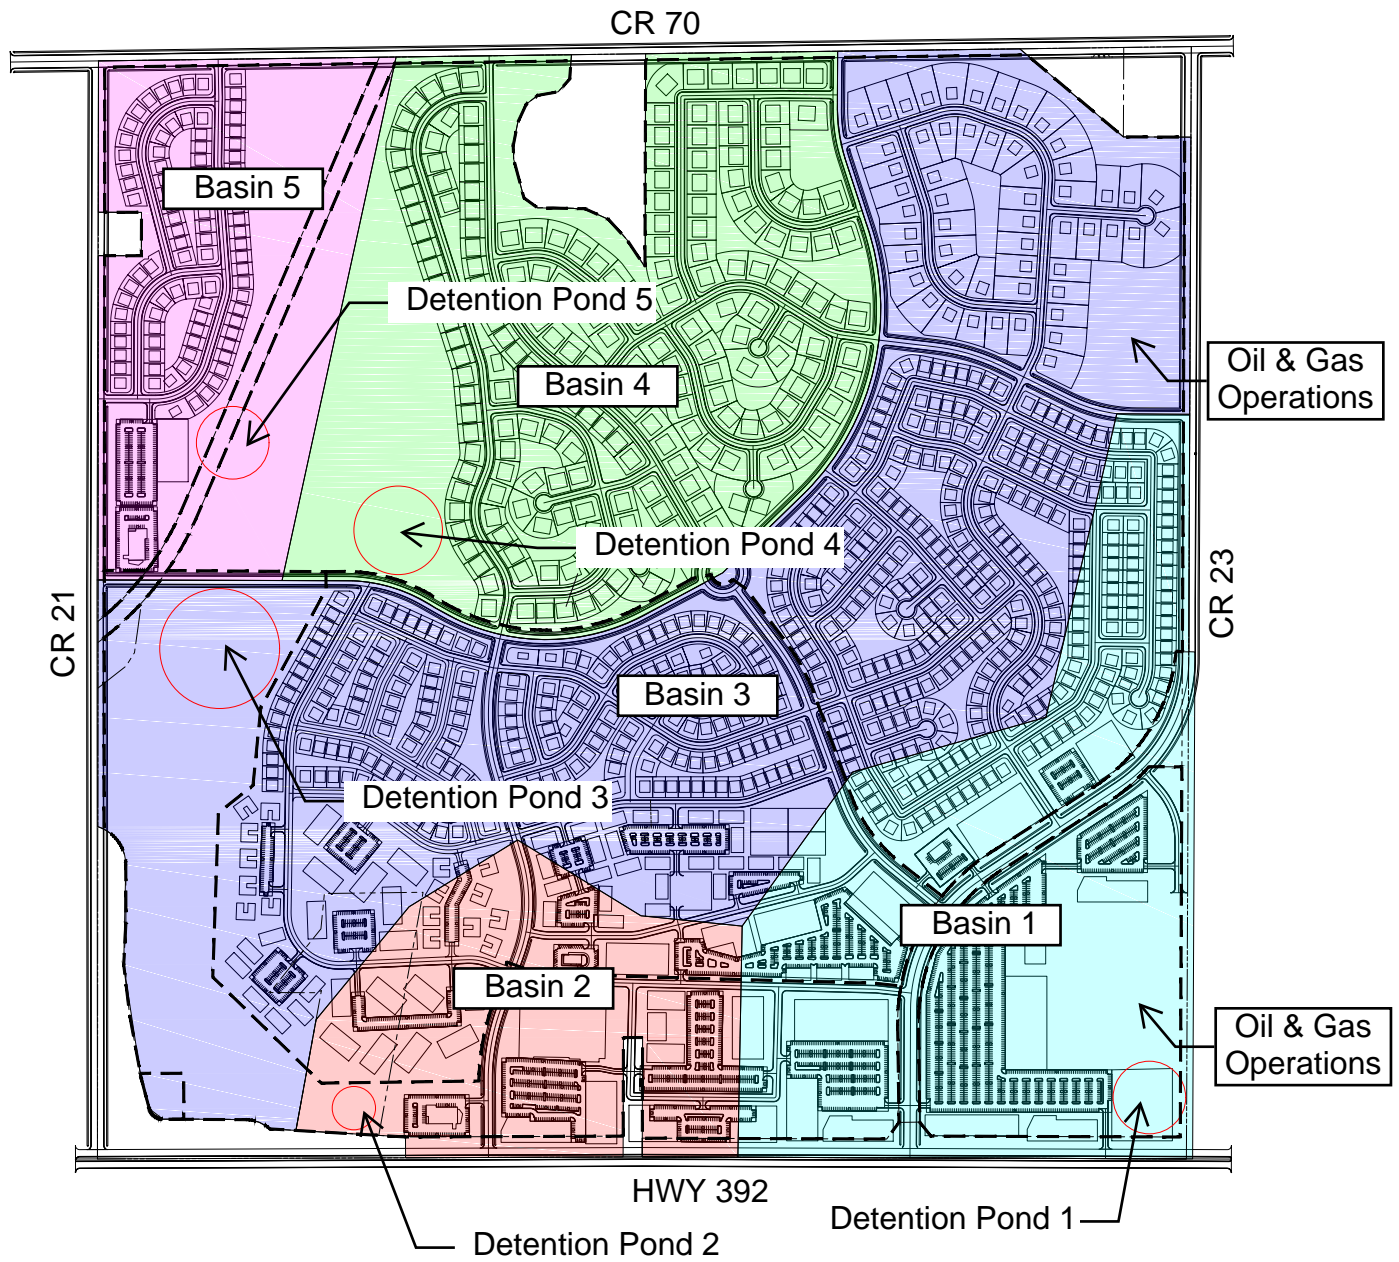 CR 70
Basin 5
Detention Pond 5
Oil & Gas
Operations
Basin 4
Detention Pond 4
CR 23
CR 21
Basin 3
Detention Pond 3
Basin 1
Basin 2
Oil & Gas
Operations
HWY 392
Detention Pond 1
Detention Pond 2